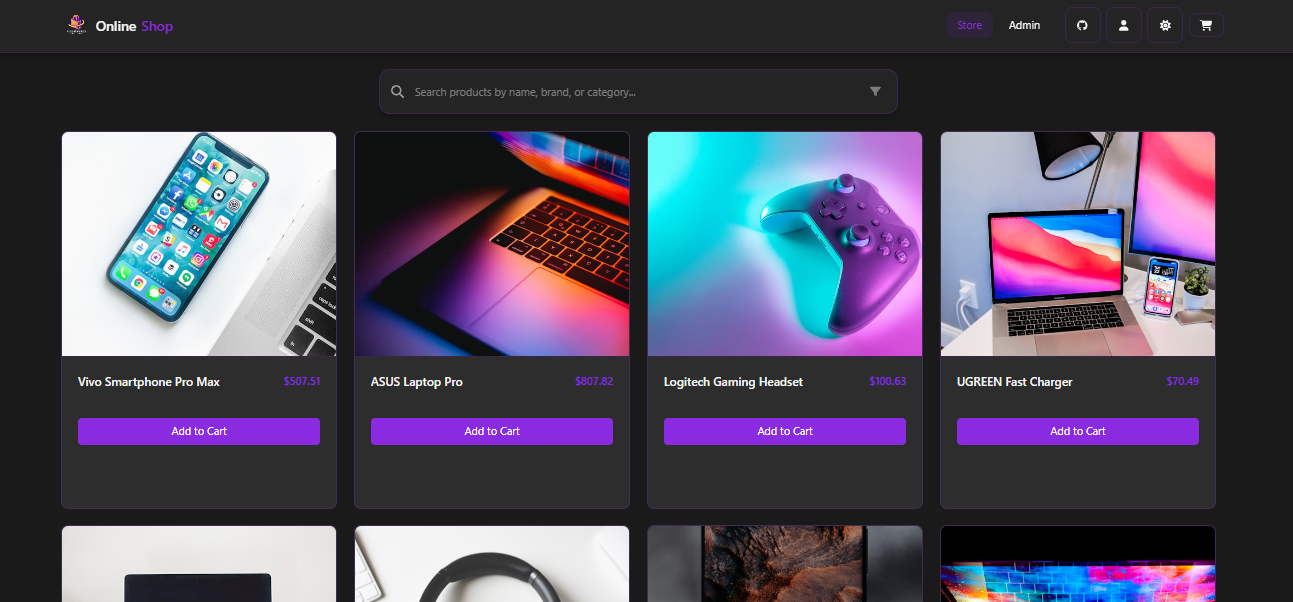 Online Shop
Store
Admin
Search products by name, brand, or category...
Vivo Smartphone Pro Max
$507.51
ASUS Laptop Pro
$807.82
Logitech Gaming Headset
$100.63
UGREEN Fast Charger
$70.49
Add to Cart
Add to Cart
Add to Cart
Add to Cart